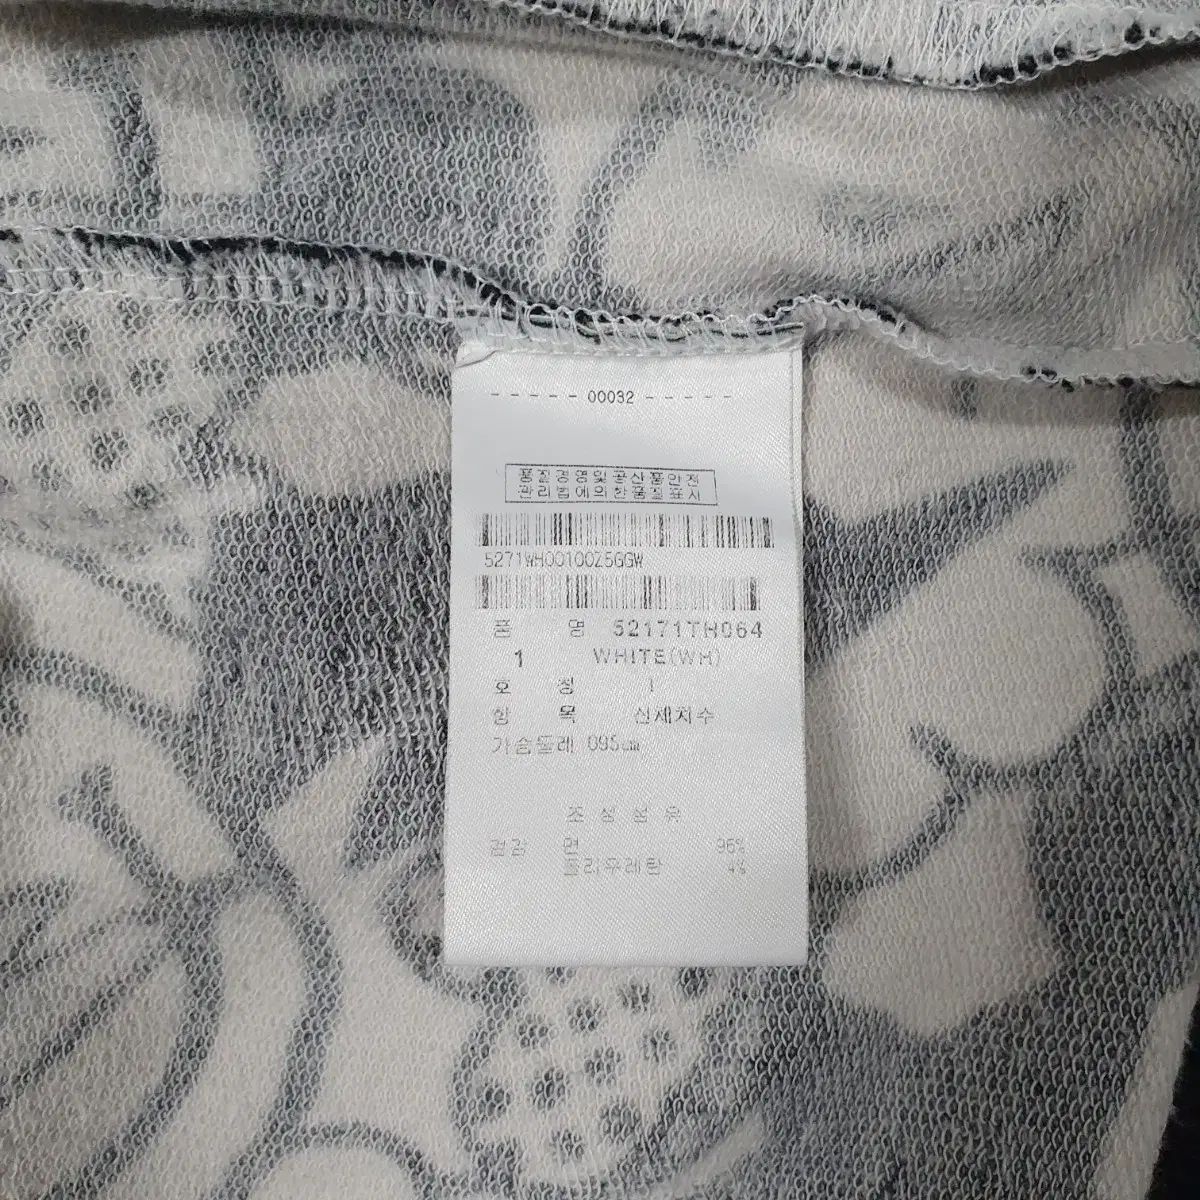 - - - - - 00032 - - - - -
품질경영및공산품안전
관리법에의한품질표시
5271WH00100Z5GGW
품 명 52171TH064
1 WHITE(WH)
호 칭 1
항 목 신체치수
가슴둘레 095cm
조 성 섬 유
겉감 면 96%
폴리우레탄 4%